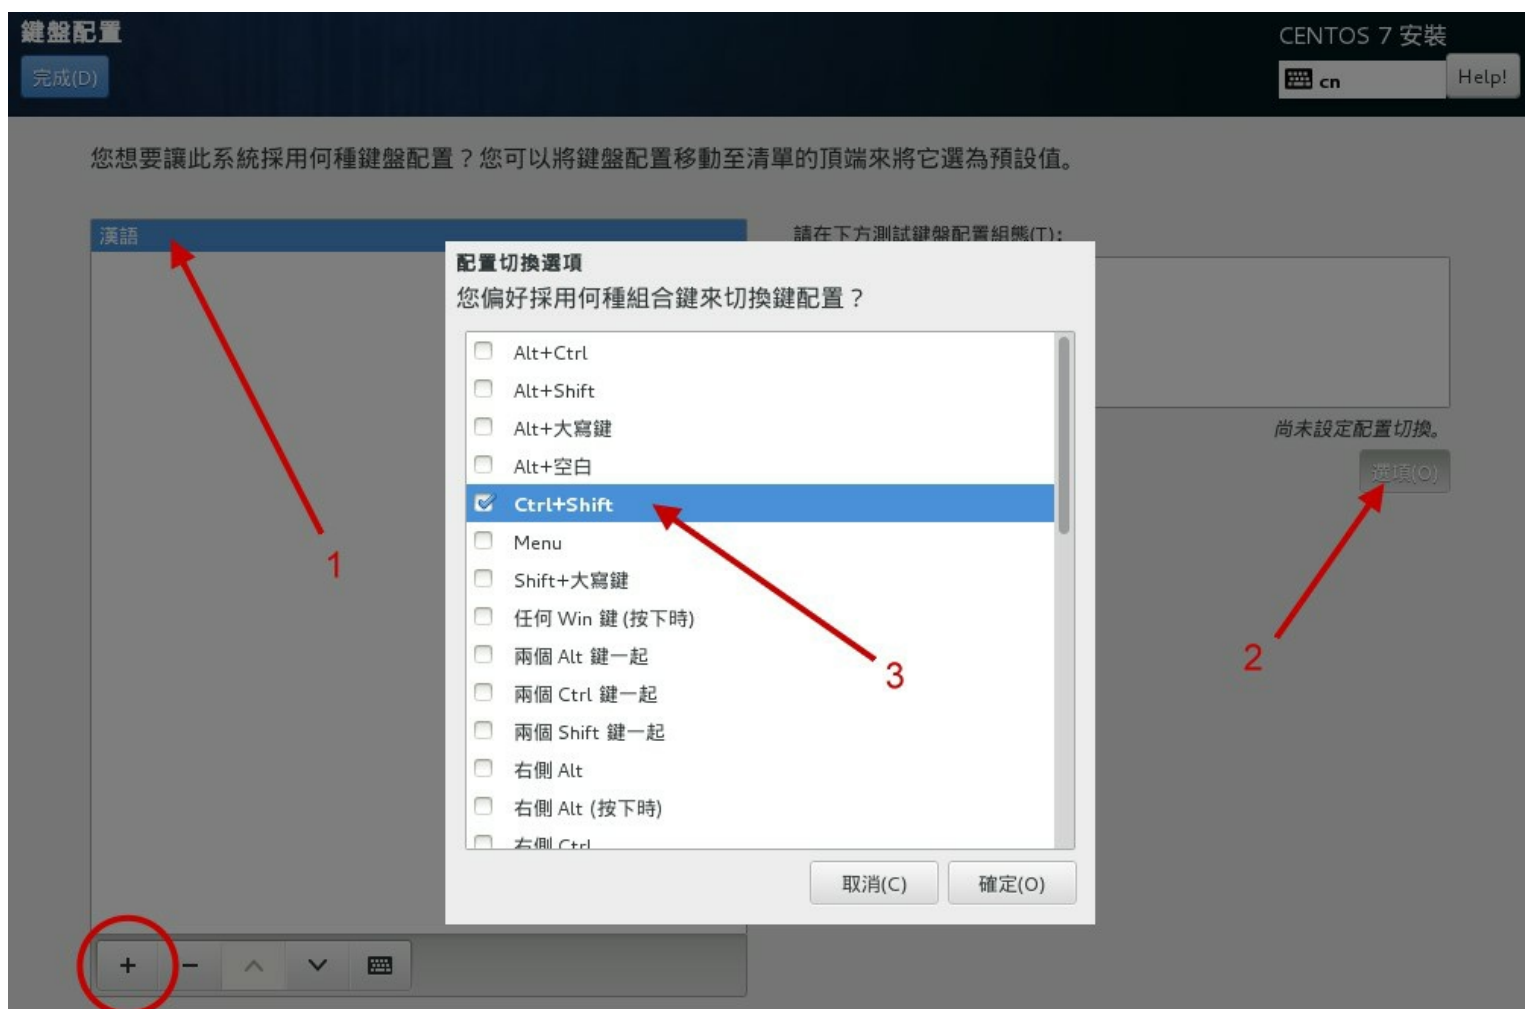 鍵盤配置
CENTOS 7 安裝
完成(D)
cn
Help!
您想要讓此系統採用何種鍵盤配置？您可以將鍵盤配置移動至清單的頂端來將它選為預設值。
漢語
請在下方測試鍵盤配置組態(T):
配置切換選項
您偏好採用何種組合鍵來切換鍵配置？
Alt+Ctrl
Alt+Shift
Alt+大寫鍵
Alt+空白
Ctrl+Shift
Menu
Shift+大寫鍵
任何 Win 鍵 (按下時)
兩個 Alt 鍵一起
兩個 Ctrl 鍵一起
兩個 Shift 鍵一起
右側 Alt
右側 Alt (按下時)
右側 Ctrl
取消(C)
確定(O)
尚未設定配置切換。
選項(O)
1
2
3